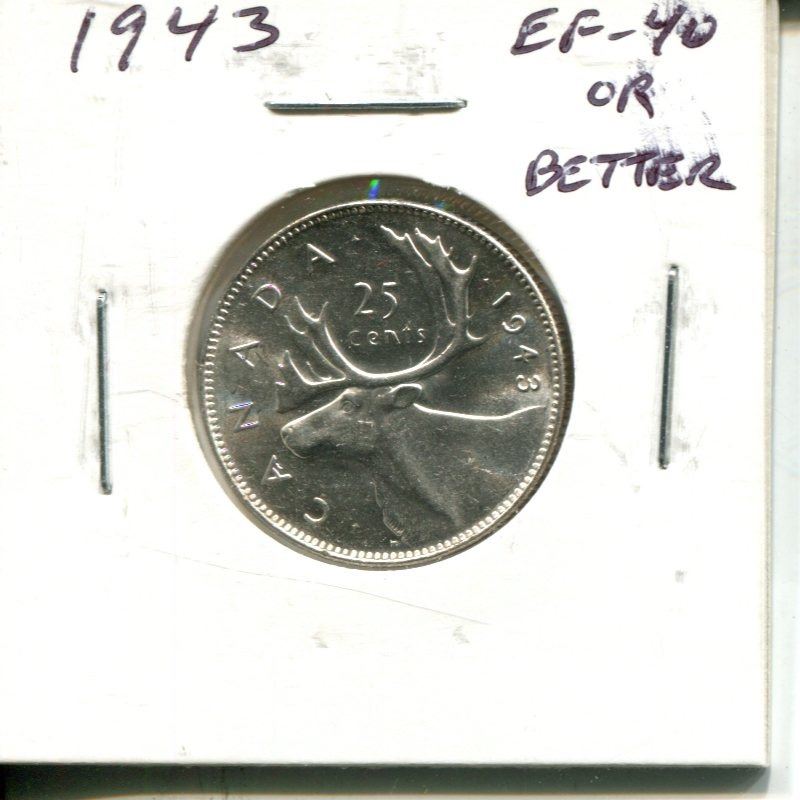 1943
EF-40
OR
BETTER
CANADA
25
cents
1943